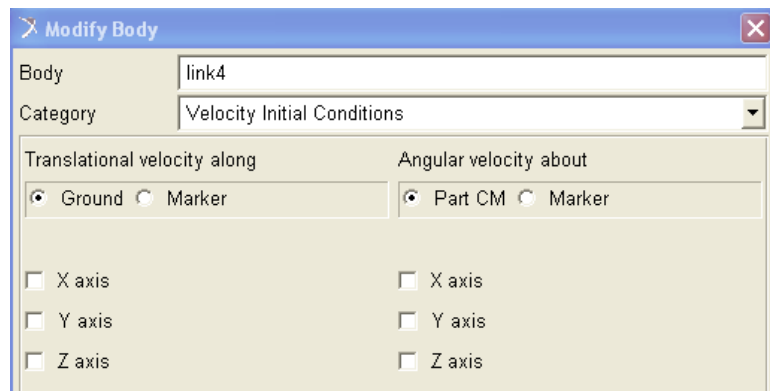 Modify Body
Body link4
Category Velocity Initial Conditions
Translational velocity along Angular velocity about
Ground Marker Part CM Marker
X axis X axis
Y axis Y axis
Z axis Z axis